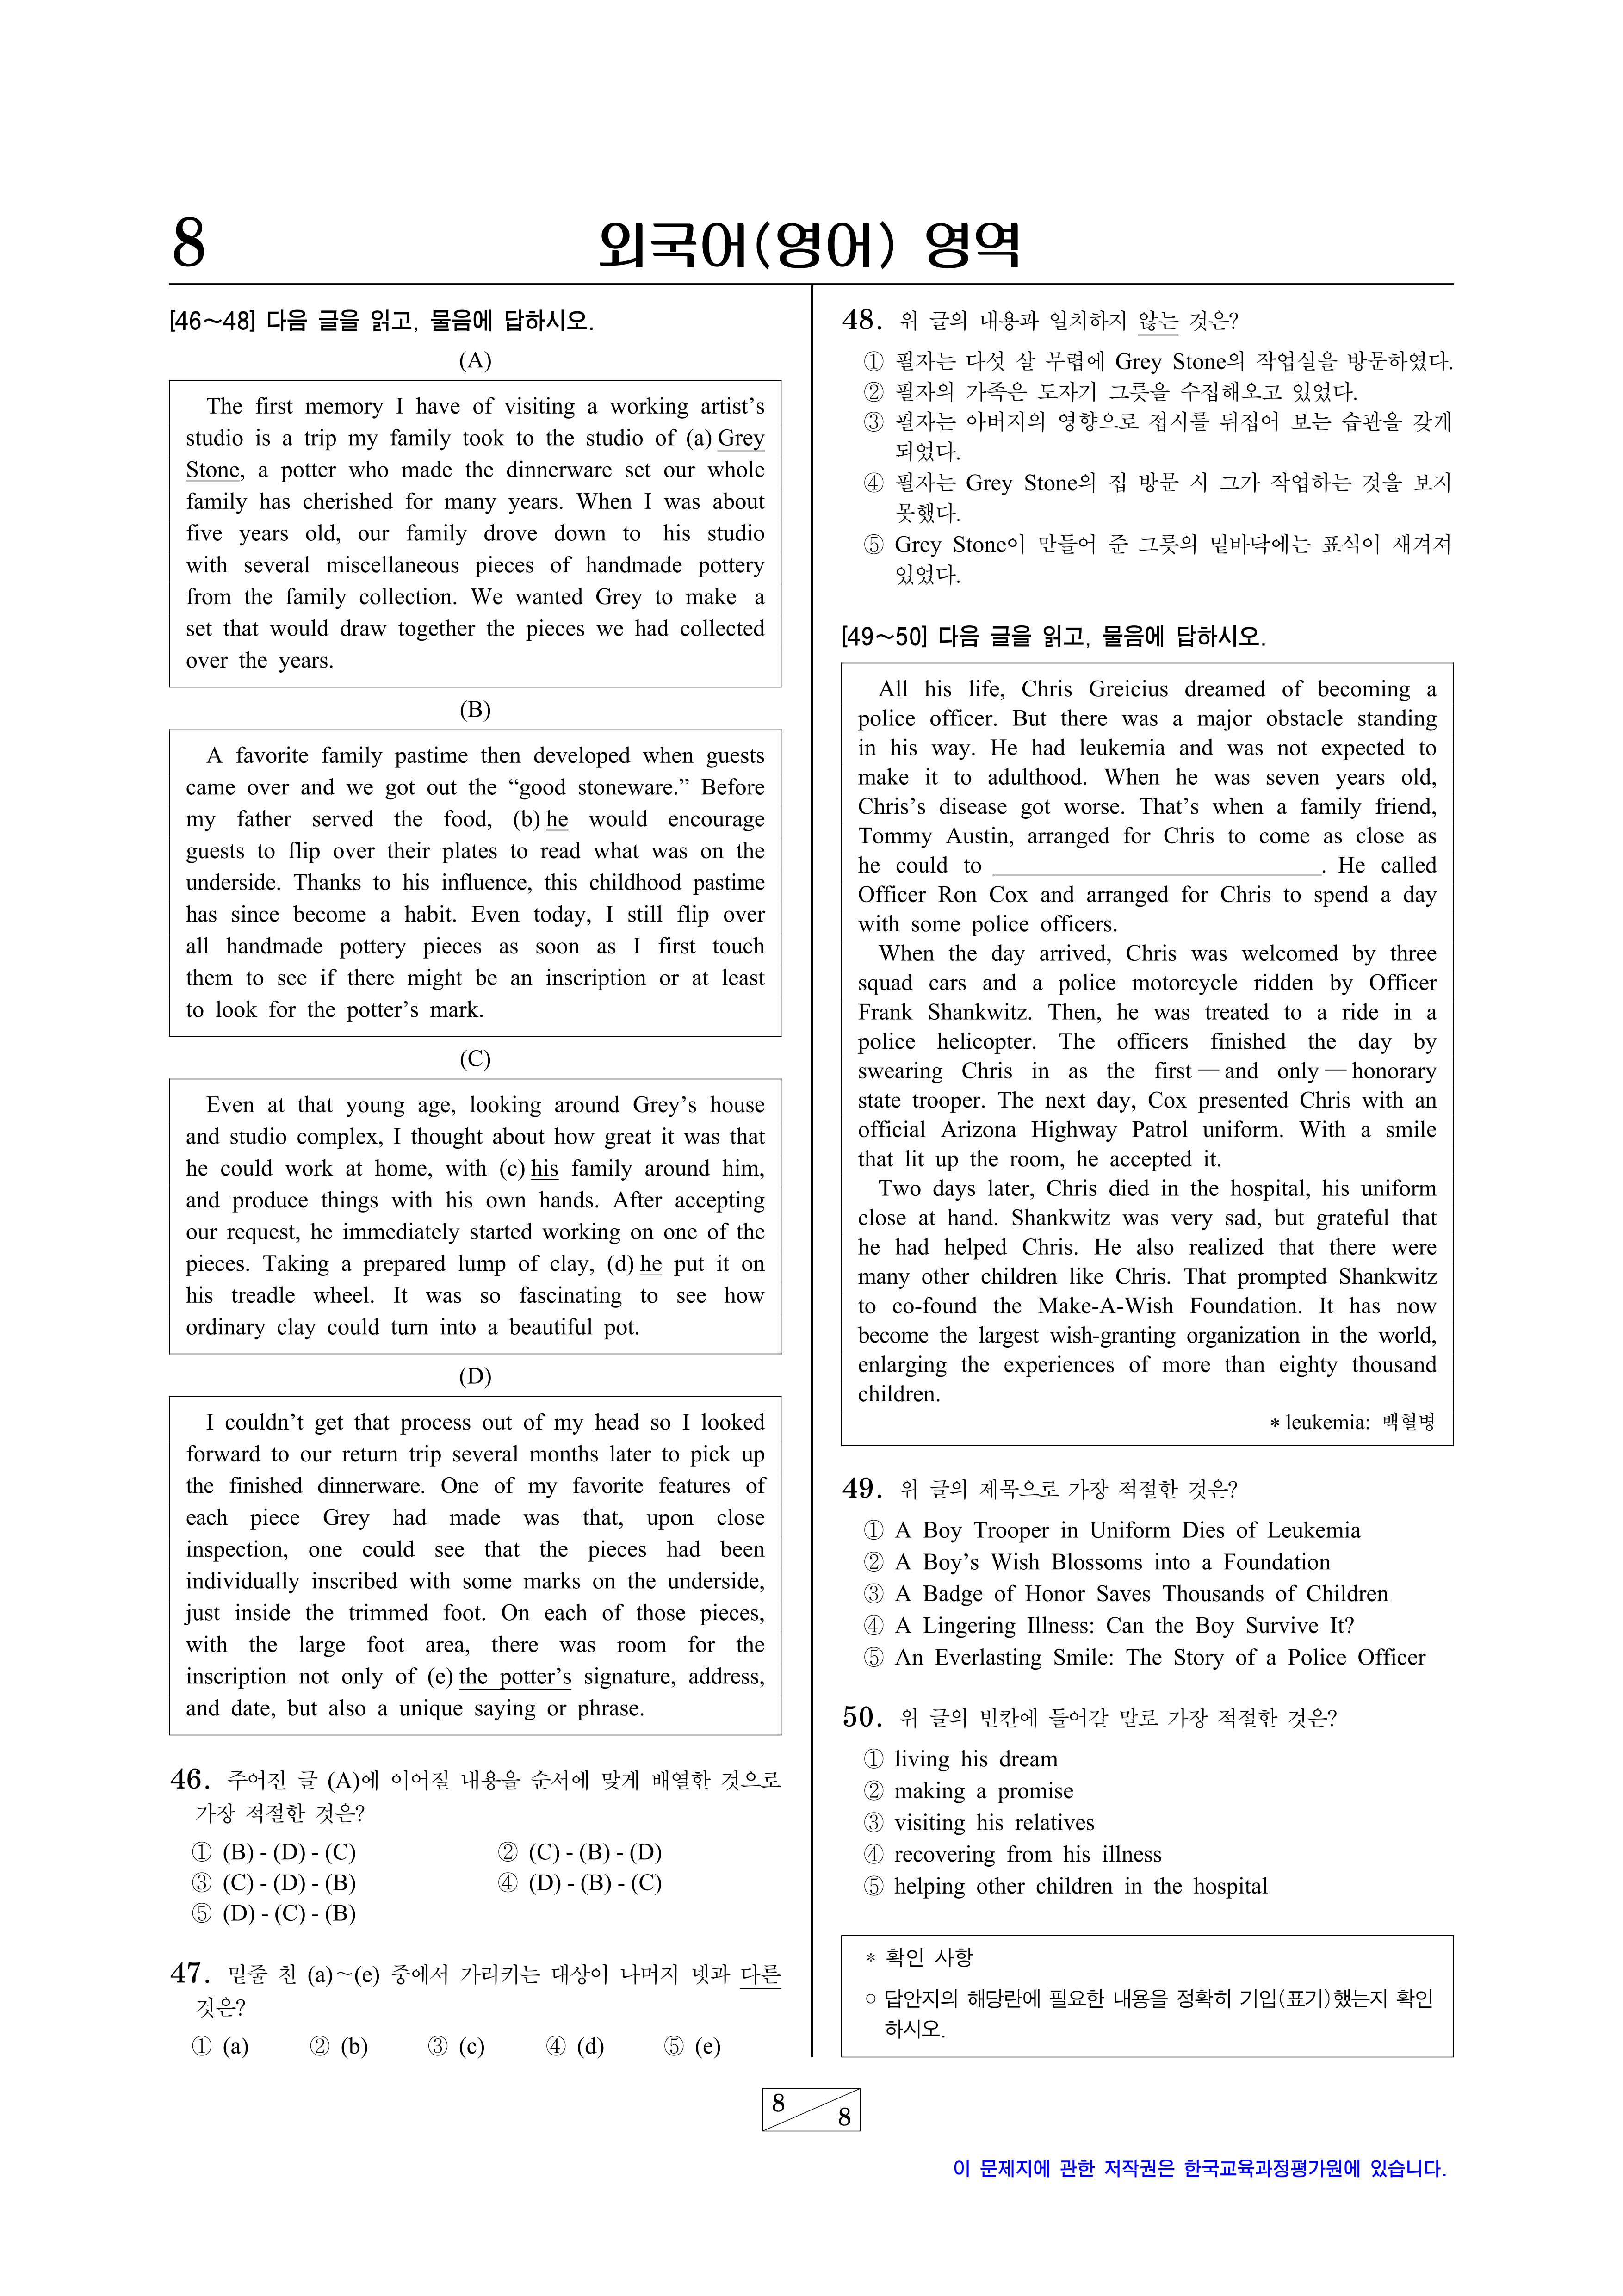 8
외국어(영어) 영역
[46~48] 다음 글을 읽고, 물음에 답하시오.
(A)
The first memory I have of visiting a working artist's
studio is a trip my family took to the studio of (a) Grey
Stone, a potter who made the dinnerware set our whole
family has cherished for many years. When I was about
five years old, our family drove down to his studio
with several miscellaneous pieces of handmade pottery
from the family collection. We wanted Grey to make a
set that would draw together the pieces we had collected
over the years.
(B)
A favorite family pastime then developed when guests
came over and we got out the “good stoneware.” Before
my father served the food, (b) he would encourage
guests to flip over their plates to read what was on the
underside. Thanks to his influence, this childhood pastime
has since become a habit. Even today, I still flip over
all handmade pottery pieces as soon as I first touch
them to see if there might be an inscription or at least
to look for the potter's mark.
(C)
Even at that young age, looking around Grey's house
and studio complex, I thought about how great it was that
he could work at home, with (c) his family around him,
and produce things with his own hands. After accepting
our request, he immediately started working on one of the
pieces. Taking a prepared lump of clay, (d) he put it on
his treadle wheel. It was so fascinating to see how
ordinary clay could turn into a beautiful pot.
(D)
I couldn't get that process out of my head so I looked
forward to our return trip several months later to pick up
the finished dinnerware. One of my favorite features of
each piece Grey had made was that, upon close
inspection, one could see that the pieces had been
individually inscribed with some marks on the underside,
just inside the trimmed foot. On each of those pieces,
with the large foot area, there was room for the
inscription not only of (e) the potter's signature, address,
and date, but also a unique saying or phrase.
46. 주어진 글 (A)에 이어질 내용을 순서에 맞게 배열한 것으로
가장 적절한 것은?
① (B) - (D) - (C) ② (C) - (B) - (D)
③ (C) - (D) - (B) ④ (D) - (B) - (C)
⑤ (D) - (C) - (B)
47. 밑줄 친 (a)~(e) 중에서 가리키는 대상이 나머지 넷과 다른
것은?
① (a) ② (b) ③ (c) ④ (d) ⑤ (e)
48. 위 글의 내용과 일치하지 않는 것은?
① 필자는 다섯 살 무렵에 Grey Stone의 작업실을 방문하였다.
② 필자의 가족은 도자기 그릇을 수집해오고 있었다.
③ 필자는 아버지의 영향으로 접시를 뒤집어 보는 습관을 갖게
되었다.
④ 필자는 Grey Stone의 집 방문 시 그가 작업하는 것을 보지
못했다.
⑤ Grey Stone이 만들어 준 그릇의 밑바닥에는 표식이 새겨져
있었다.
[49~50] 다음 글을 읽고, 물음에 답하시오.
All his life, Chris Greicius dreamed of becoming a
police officer. But there was a major obstacle standing
in his way. He had leukemia and was not expected to
make it to adulthood. When he was seven years old,
Chris's disease got worse. That's when a family friend,
Tommy Austin, arranged for Chris to come as close as
he could to ____________________. He called
Officer Ron Cox and arranged for Chris to spend a day
with some police officers.
When the day arrived, Chris was welcomed by three
squad cars and a police motorcycle ridden by Officer
Frank Shankwitz. Then, he was treated to a ride in a
police helicopter. The officers finished the day by
swearing Chris in as the first — and only — honorary
state trooper. The next day, Cox presented Chris with an
official Arizona Highway Patrol uniform. With a smile
that lit up the room, he accepted it.
Two days later, Chris died in the hospital, his uniform
close at hand. Shankwitz was very sad, but grateful that
he had helped Chris. He also realized that there were
many other children like Chris. That prompted Shankwitz
to co-found the Make-A-Wish Foundation. It has now
become the largest wish-granting organization in the world,
enlarging the experiences of more than eighty thousand
children.
* leukemia: 백혈병
49. 위 글의 제목으로 가장 적절한 것은?
① A Boy Trooper in Uniform Dies of Leukemia
② A Boy's Wish Blossoms into a Foundation
③ A Badge of Honor Saves Thousands of Children
④ A Lingering Illness: Can the Boy Survive It?
⑤ An Everlasting Smile: The Story of a Police Officer
50. 위 글의 빈칸에 들어갈 말로 가장 적절한 것은?
① living his dream
② making a promise
③ visiting his relatives
④ recovering from his illness
⑤ helping other children in the hospital
* 확인 사항
○ 답안지의 해당란에 필요한 내용을 정확히 기입(표기)했는지 확인
하시오.
8
8
이 문제지에 관한 저작권은 한국교육과정평가원에 있습니다.